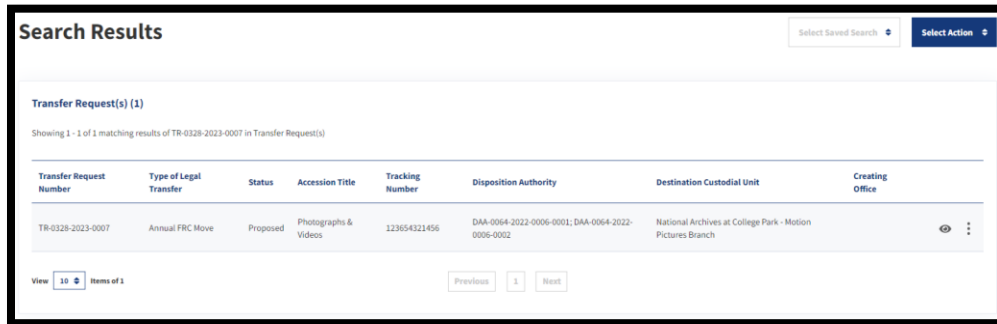 Search Results
Select Saved Search
Select Action
Transfer Request(s) (1)
Showing 1 - 1 of 1 matching results of TR-0328-2023-0007 in Transfer Request(s)
Transfer Request Number
Type of Legal Transfer
Status
Accession Title
Tracking Number
Disposition Authority
Destination Custodial Unit
Creating Office
TR-0328-2023-0007
Annual FRC Move
Proposed
Photographs &
Videos
123654321456
DAA-0064-2022-0006-0001; DAA-0064-2022-
0006-0002
National Archives at College Park - Motion
Pictures Branch
View 10 Items of 1
Previous 1 Next